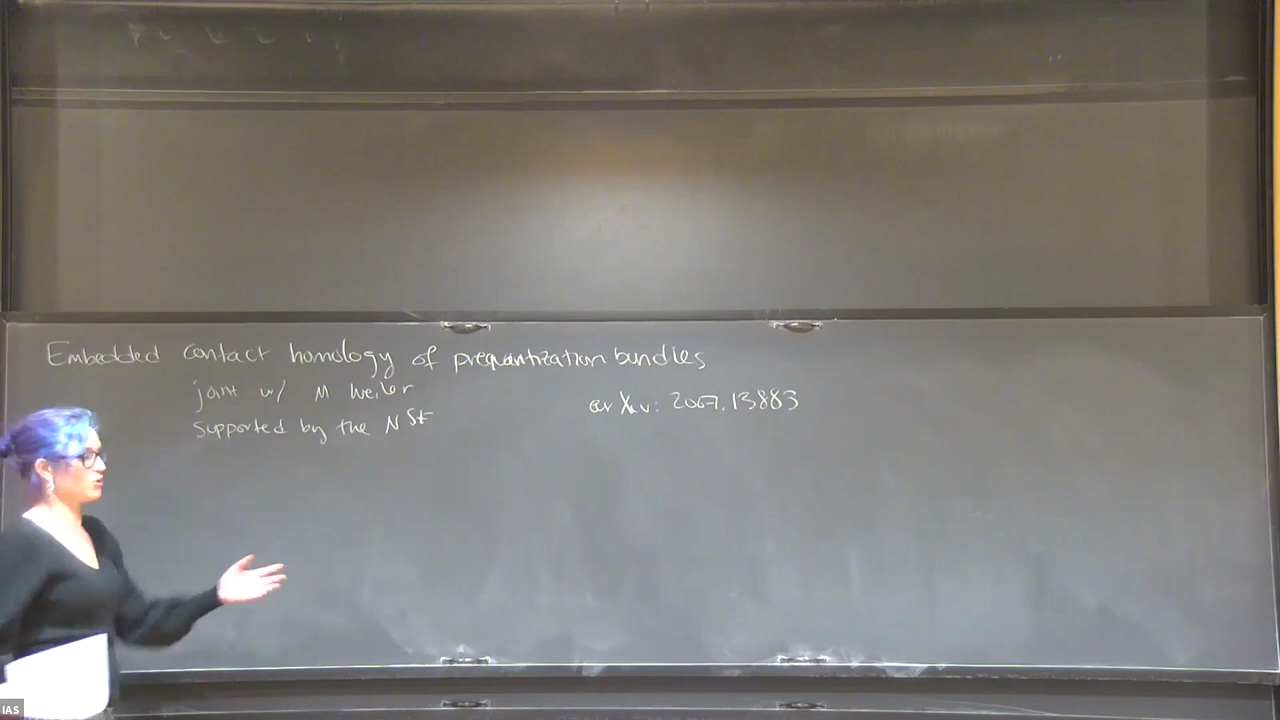 Embedded contact homology of prequantization bundles
joint w/ M Weiler
arXiv: 2007.13883
supported by the NSF
IAS